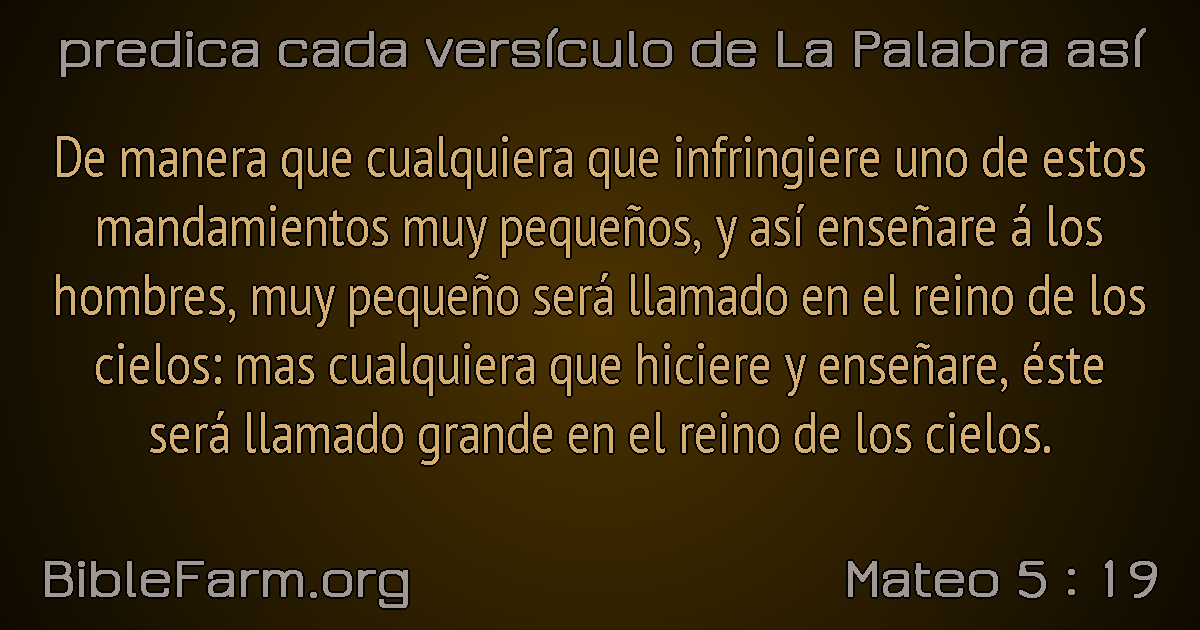 predica cada versículo de La Palabra así
De manera que cualquiera que infringiere uno de estos
mandamientos muy pequeños, y así enseñare á los
hombres, muy pequeño será llamado en el reino de los
cielos: mas cualquiera que hiciere y enseñare, éste
será llamado grande en el reino de los cielos.
BibleFarm.org
Mateo 5 : 19